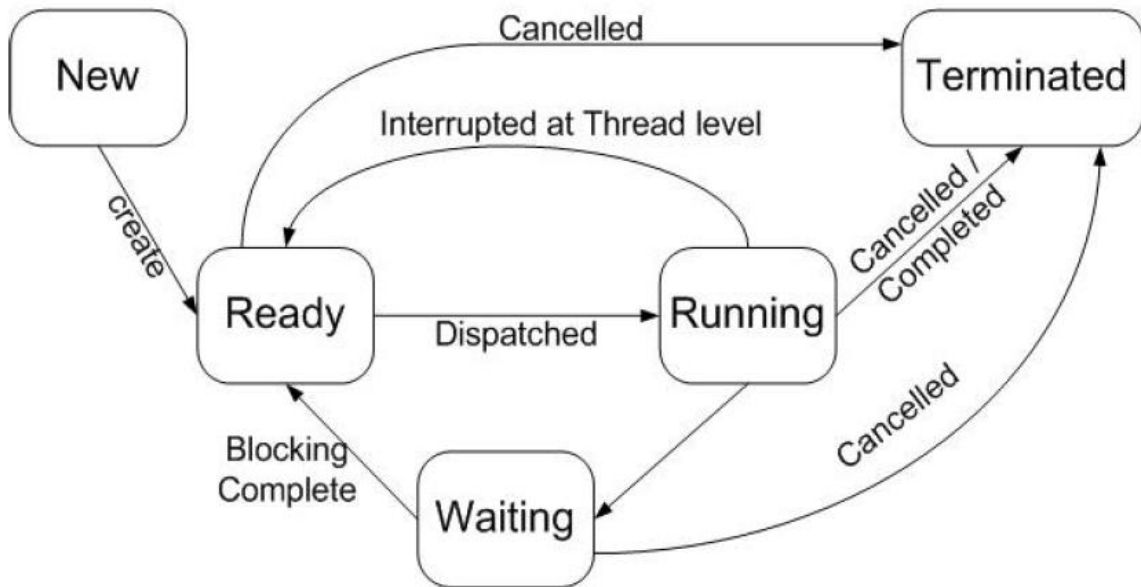 New
Cancelled
Terminated
Interrupted at Thread level
create
Cancelled /
Completed
Ready
Dispatched
Running
Blocking
Complete
Waiting
Cancelled